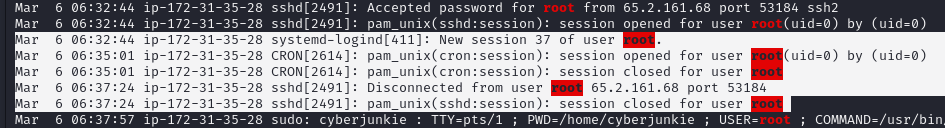 Mar  6 06:32:44 ip-172-31-35-28 sshd[2491]: Accepted password for root from 65.2.161.68 port 53184 ssh2
Mar  6 06:32:44 ip-172-31-35-28 sshd[2491]: pam_unix(sshd:session): session opened for user root(uid=0) by (uid=0)
Mar  6 06:32:44 ip-172-31-35-28 systemd-logind[411]: New session 37 of user root.
Mar  6 06:35:01 ip-172-31-35-28 CRON[2614]: pam_unix(cron:session): session opened for user root(uid=0) by (uid=0)
Mar  6 06:35:01 ip-172-31-35-28 CRON[2614]: pam_unix(cron:session): session closed for user root
Mar  6 06:37:24 ip-172-31-35-28 sshd[2491]: Disconnected from user root 65.2.161.68 port 53184
Mar  6 06:37:24 ip-172-31-35-28 sshd[2491]: pam_unix(sshd:session): session closed for user root
Mar  6 06:37:57 ip-172-31-35-28 sudo: cyberjunkie : TTY=pts/1 ; PWD=/home/cyberjunkie ; USER=root ; COMMAND=/usr/bin/